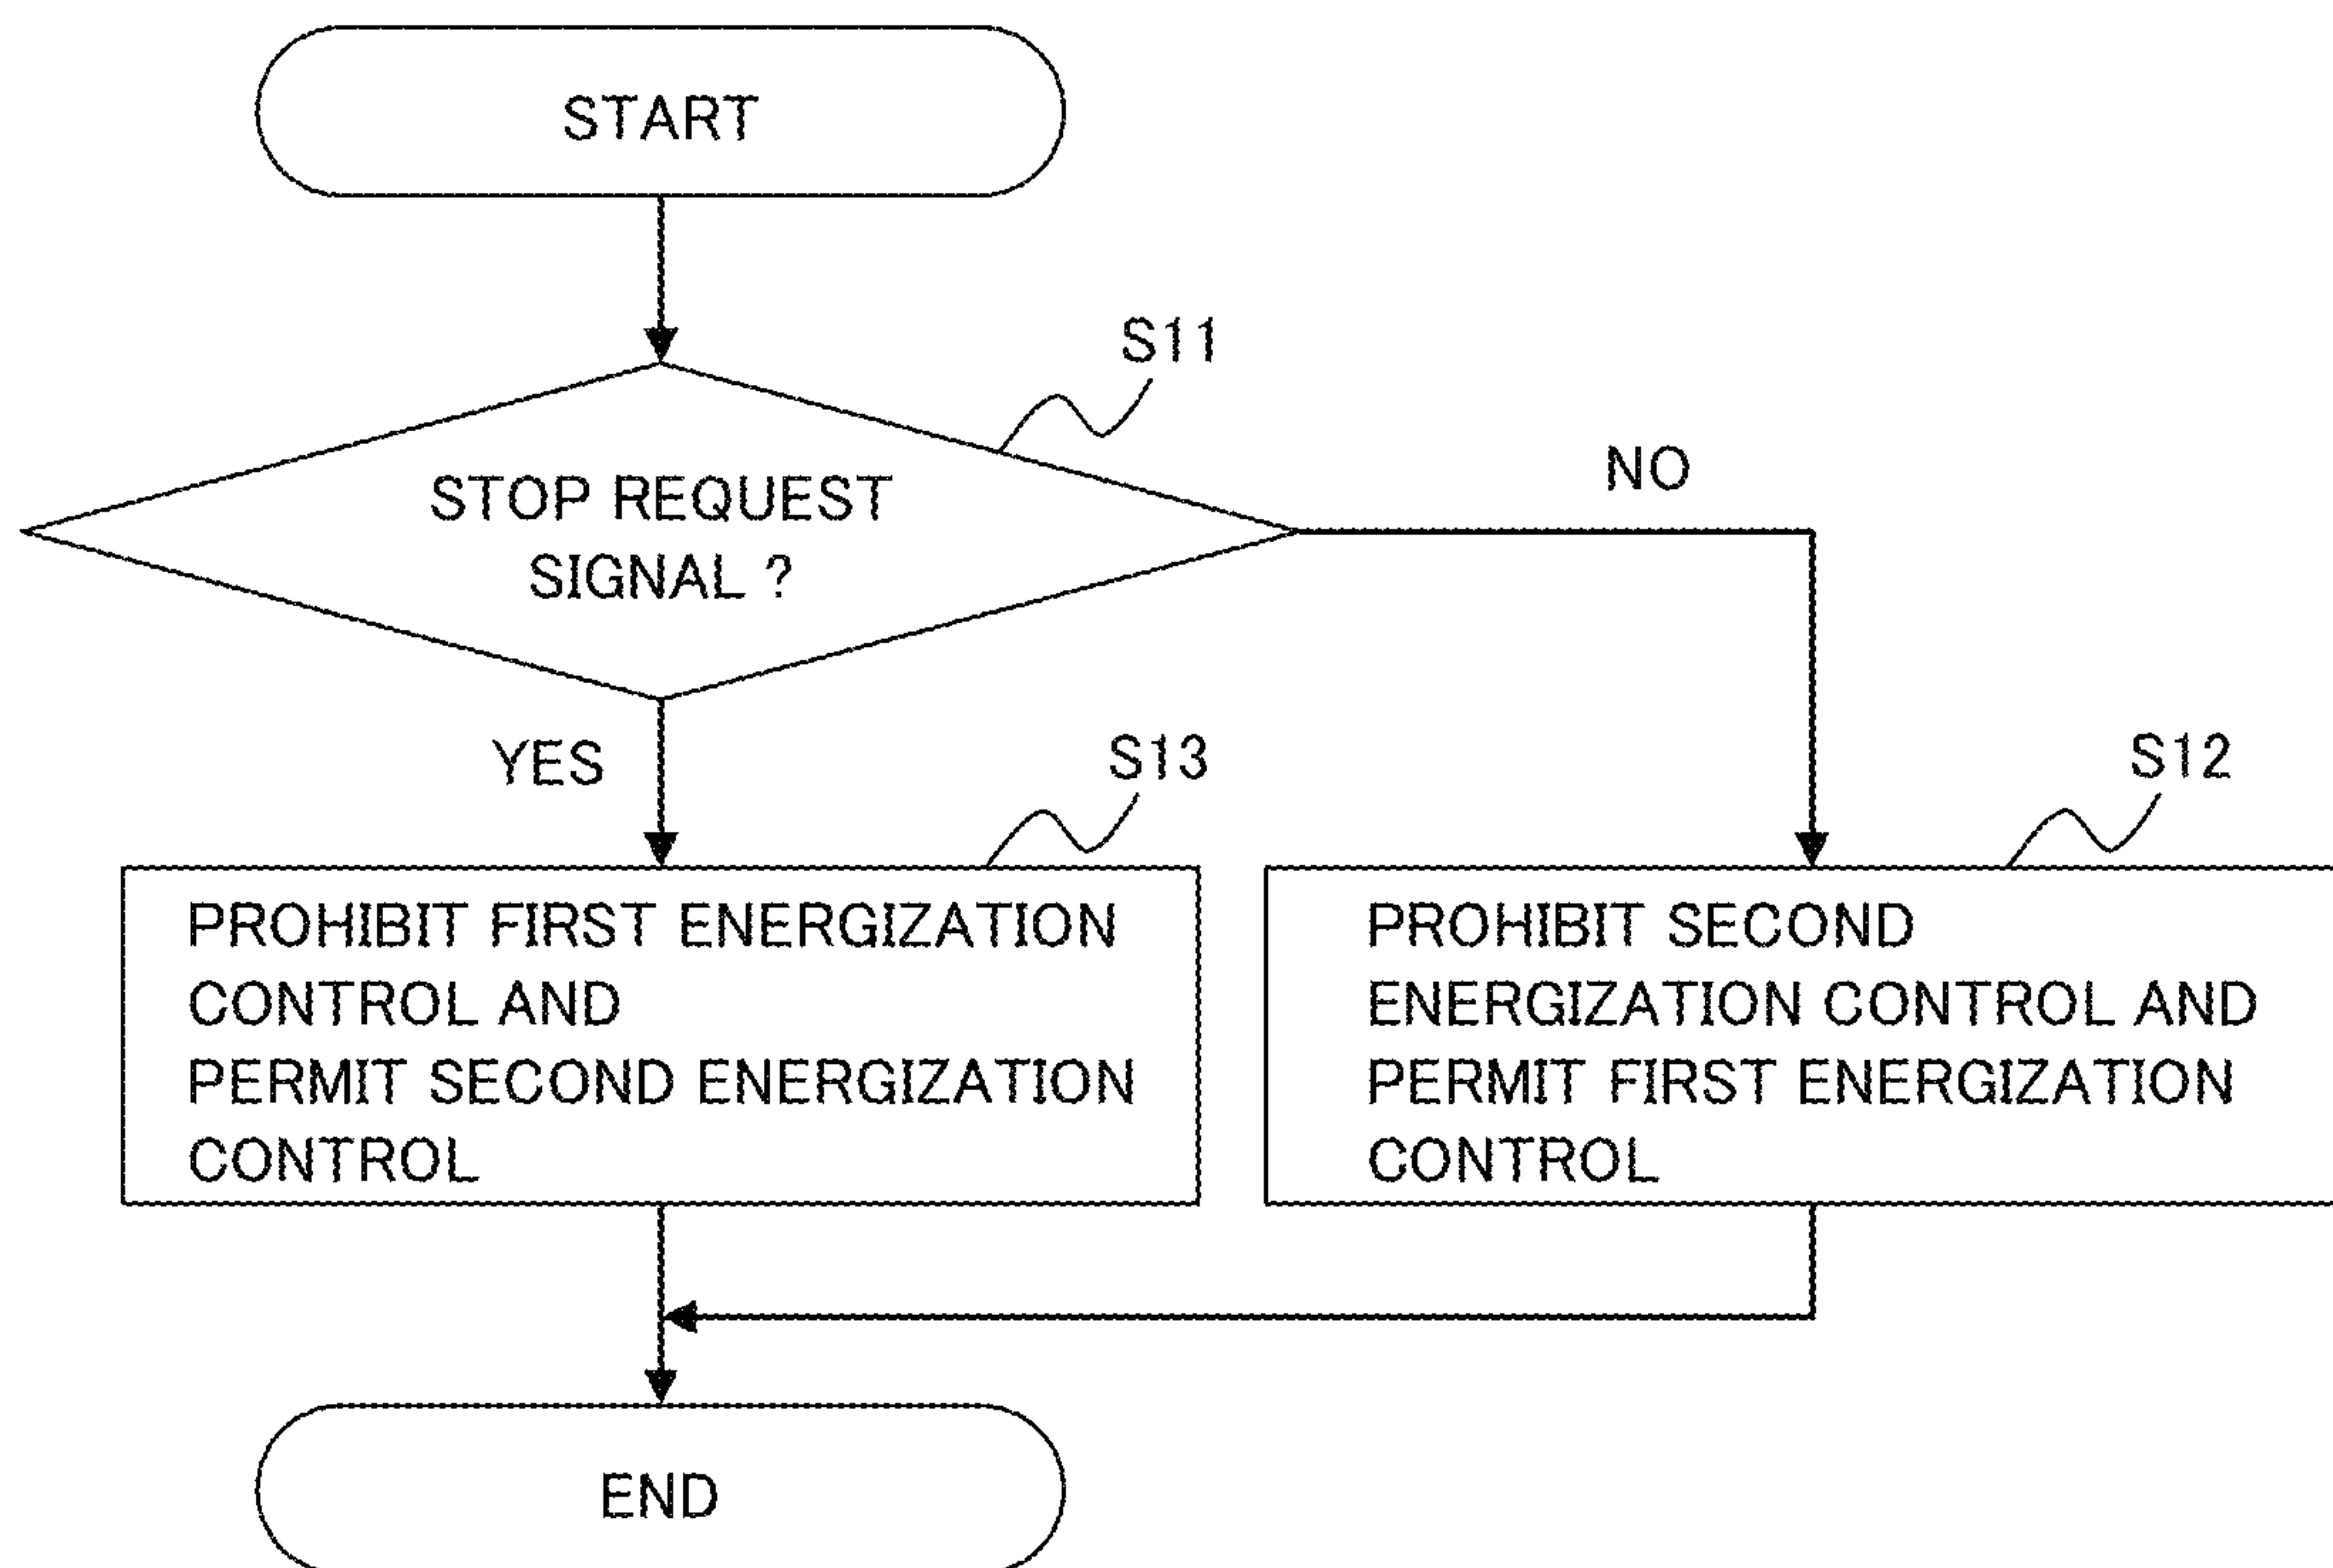 START
S11
STOP REQUEST
SIGNAL ?
NO
YES
S13
PROHIBIT FIRST ENERGIZATION
CONTROL AND
PERMIT SECOND ENERGIZATION
CONTROL
S12
PROHIBIT SECOND
ENERGIZATION CONTROL AND
PERMIT FIRST ENERGIZATION
CONTROL
END